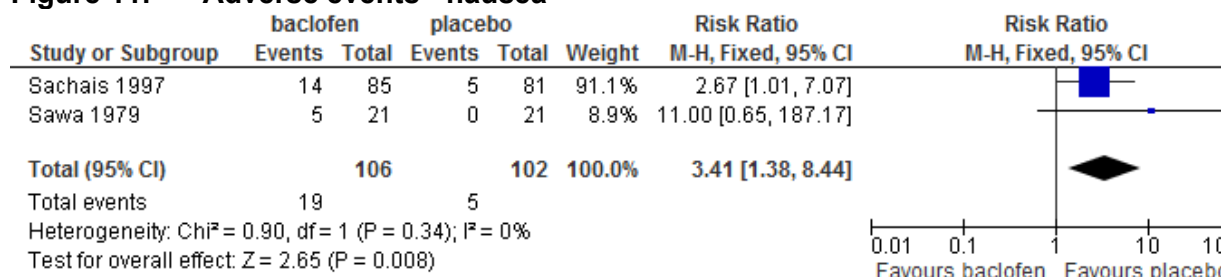 baclofen placebo Risk Ratio Risk Ratio
Study or Subgroup Events Total Events Total Weight M-H, Fixed, 95% CI M-H, Fixed, 95% CI
Sachais 1997 14 85 5 81 91.1% 2.67 [1.01, 7.07]
Sawa 1979 5 21 0 21 8.9% 11.00 [0.65, 187.17]
Total (95% CI) 106 102 100.0% 3.41 [1.38, 8.44]
Total events 19 5
Heterogeneity: Chi² = 0.90, df = 1 (P = 0.34); I² = 0%
Test for overall effect: Z = 2.65 (P = 0.008)
0.01 0.1 1 10
Favours baclofen Favours placebo